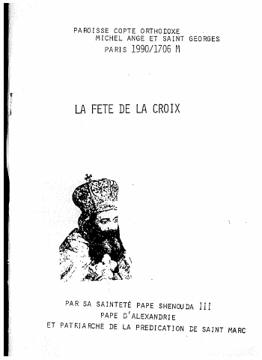 PAROISSE COPTE ORTHODOXE
MICHEL ANGE ET SAINT GEORGES
PARIS 1990/1706 M
LA FETE DE LA CROIX
PAR SA SAINTETÉ PAPE SHENOUDA III
PAPE D'ALEXANDRIE
ET PATRIARCHE DE LA PREDICATION DE SAINT MARC